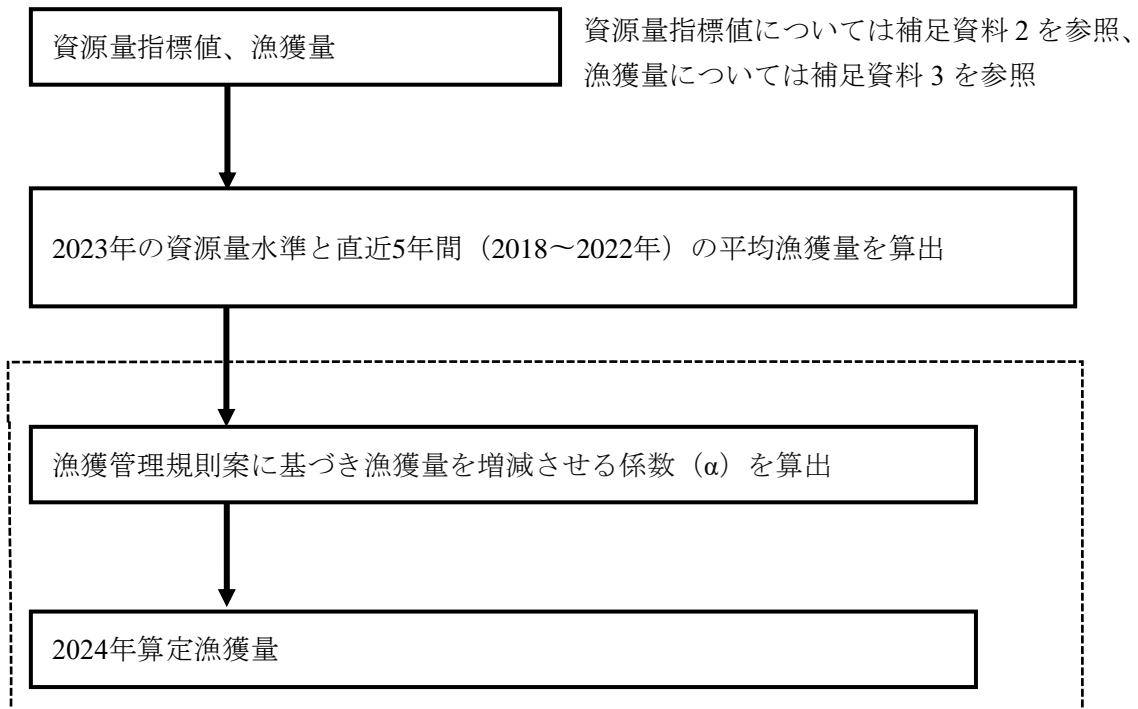 資源量指標値、漁獲量
資源量指標値については補足資料 2 を参照、
漁獲量については補足資料 3 を参照
2023年の資源量水準と直近5年間（2018～2022年）の平均漁獲量を算出
漁獲管理規則案に基づき漁獲量を増減させる係数（α）を算出
2024年算定漁獲量